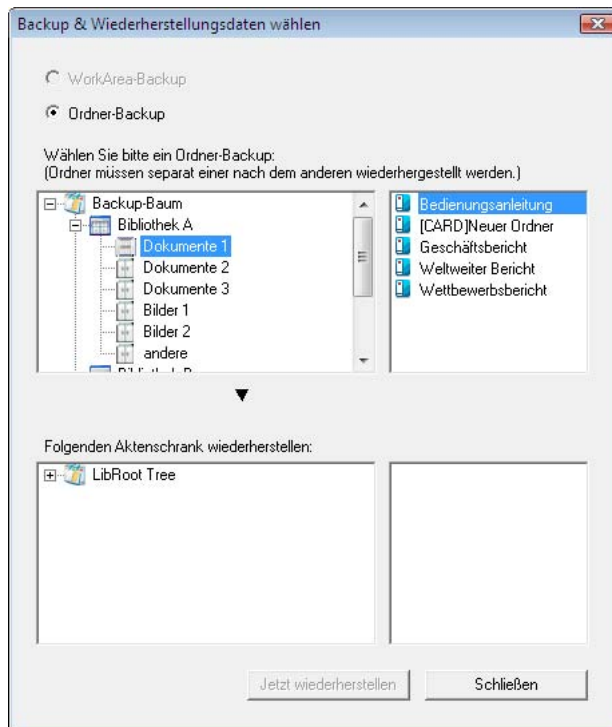 Backup & Wiederherstellungsdaten wählen
WorkArea-Backup
Ordner-Backup
Wählen Sie bitte ein Ordner-Backup:
(Ordner müssen separat einer nach dem anderen wiederhergestellt werden.)
Backup-Baum
Bibliothek A
Dokumente 1
Dokumente 2
Dokumente 3
Bilder 1
Bilder 2
andere
Bedienungsanleitung
[CARD]Neuer Ordner
Geschäftsbericht
Weltweiter Bericht
Wettbewerbsbericht
Folgenden Aktenschrank wiederherstellen:
LibRoot Tree
Jetzt wiederherstellen
Schließen